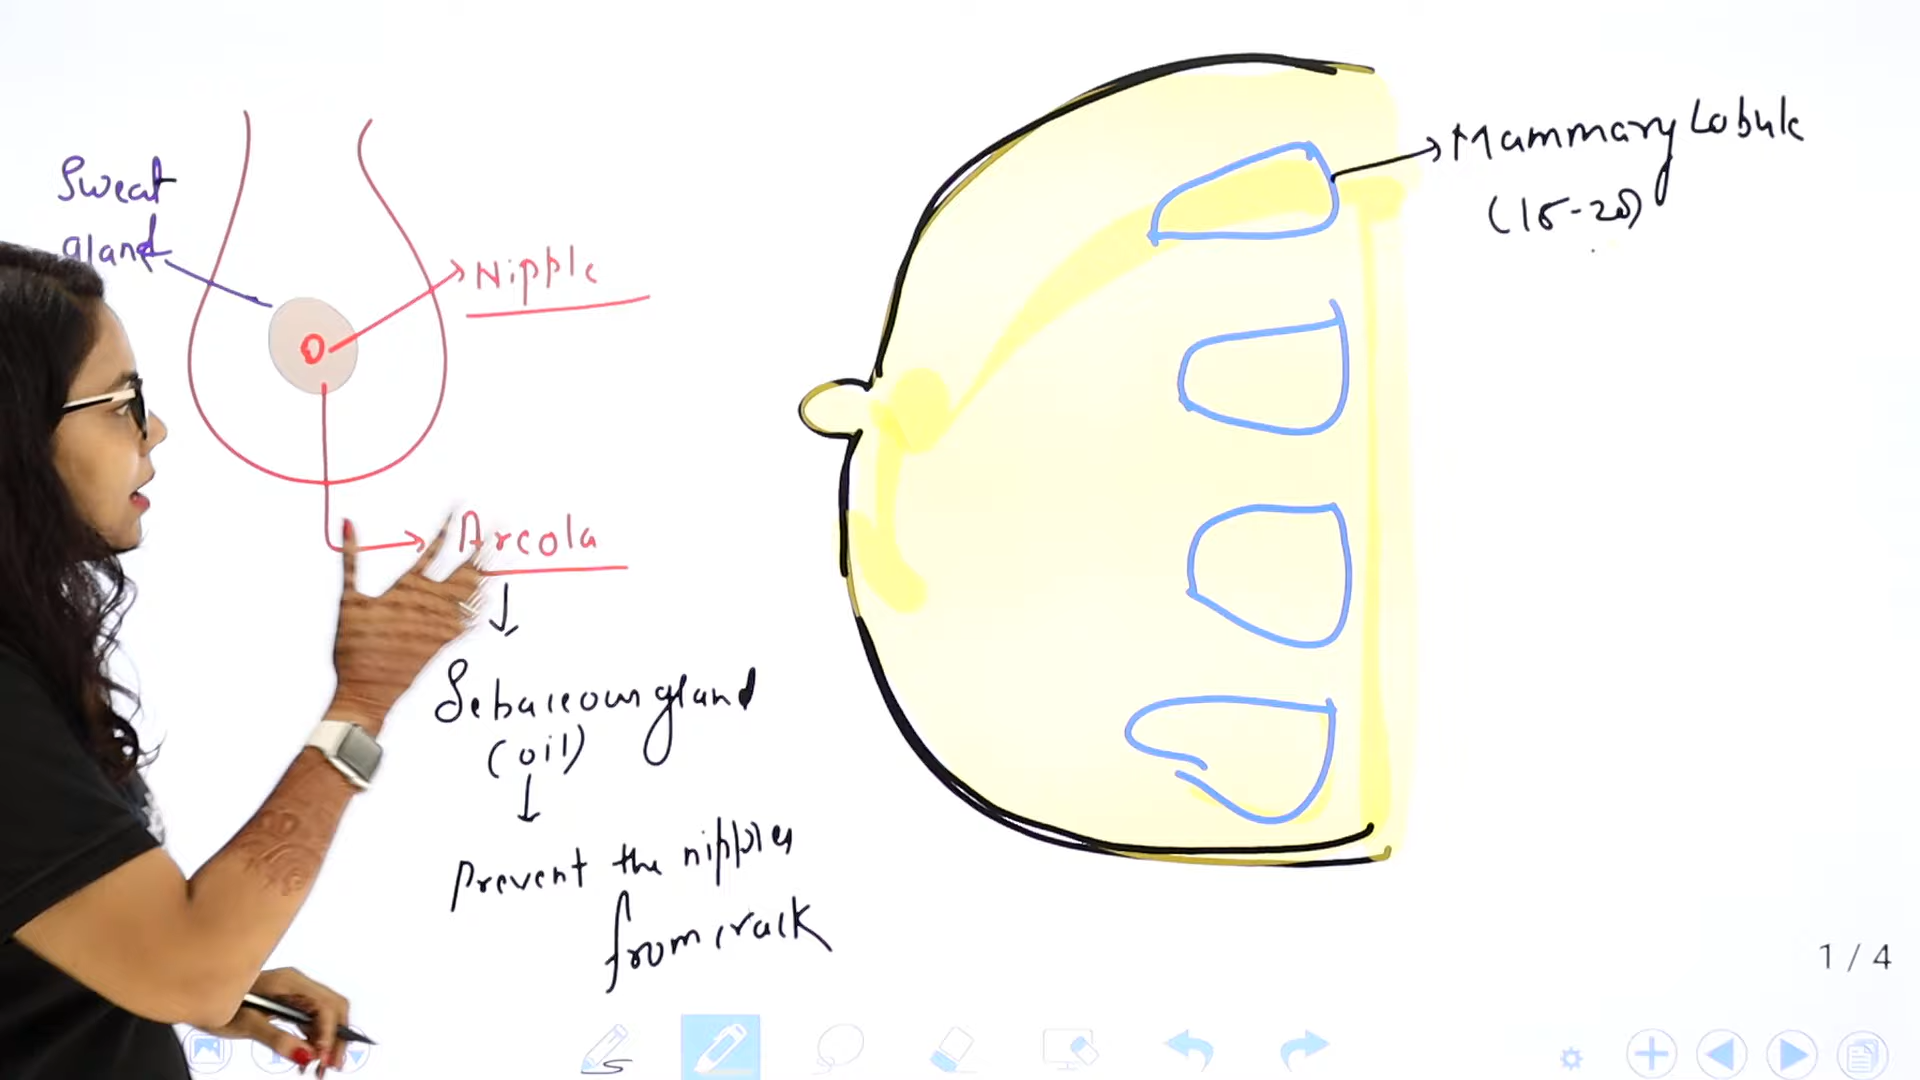 Sweat
gland
Nipple
Areola
Sebaceous gland
(oil)
Prevent the nipples
from crack
Mammary Lobule
(15-20)
1 / 4